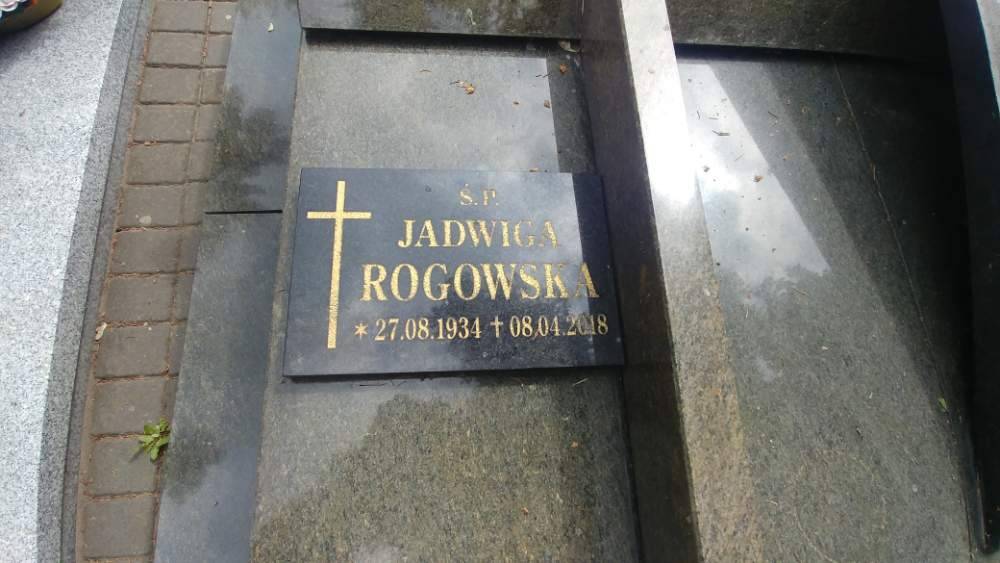 Ś.P.
JADWIGA
ROGOWSKA
* 27.08.1934 † 08.04.2018